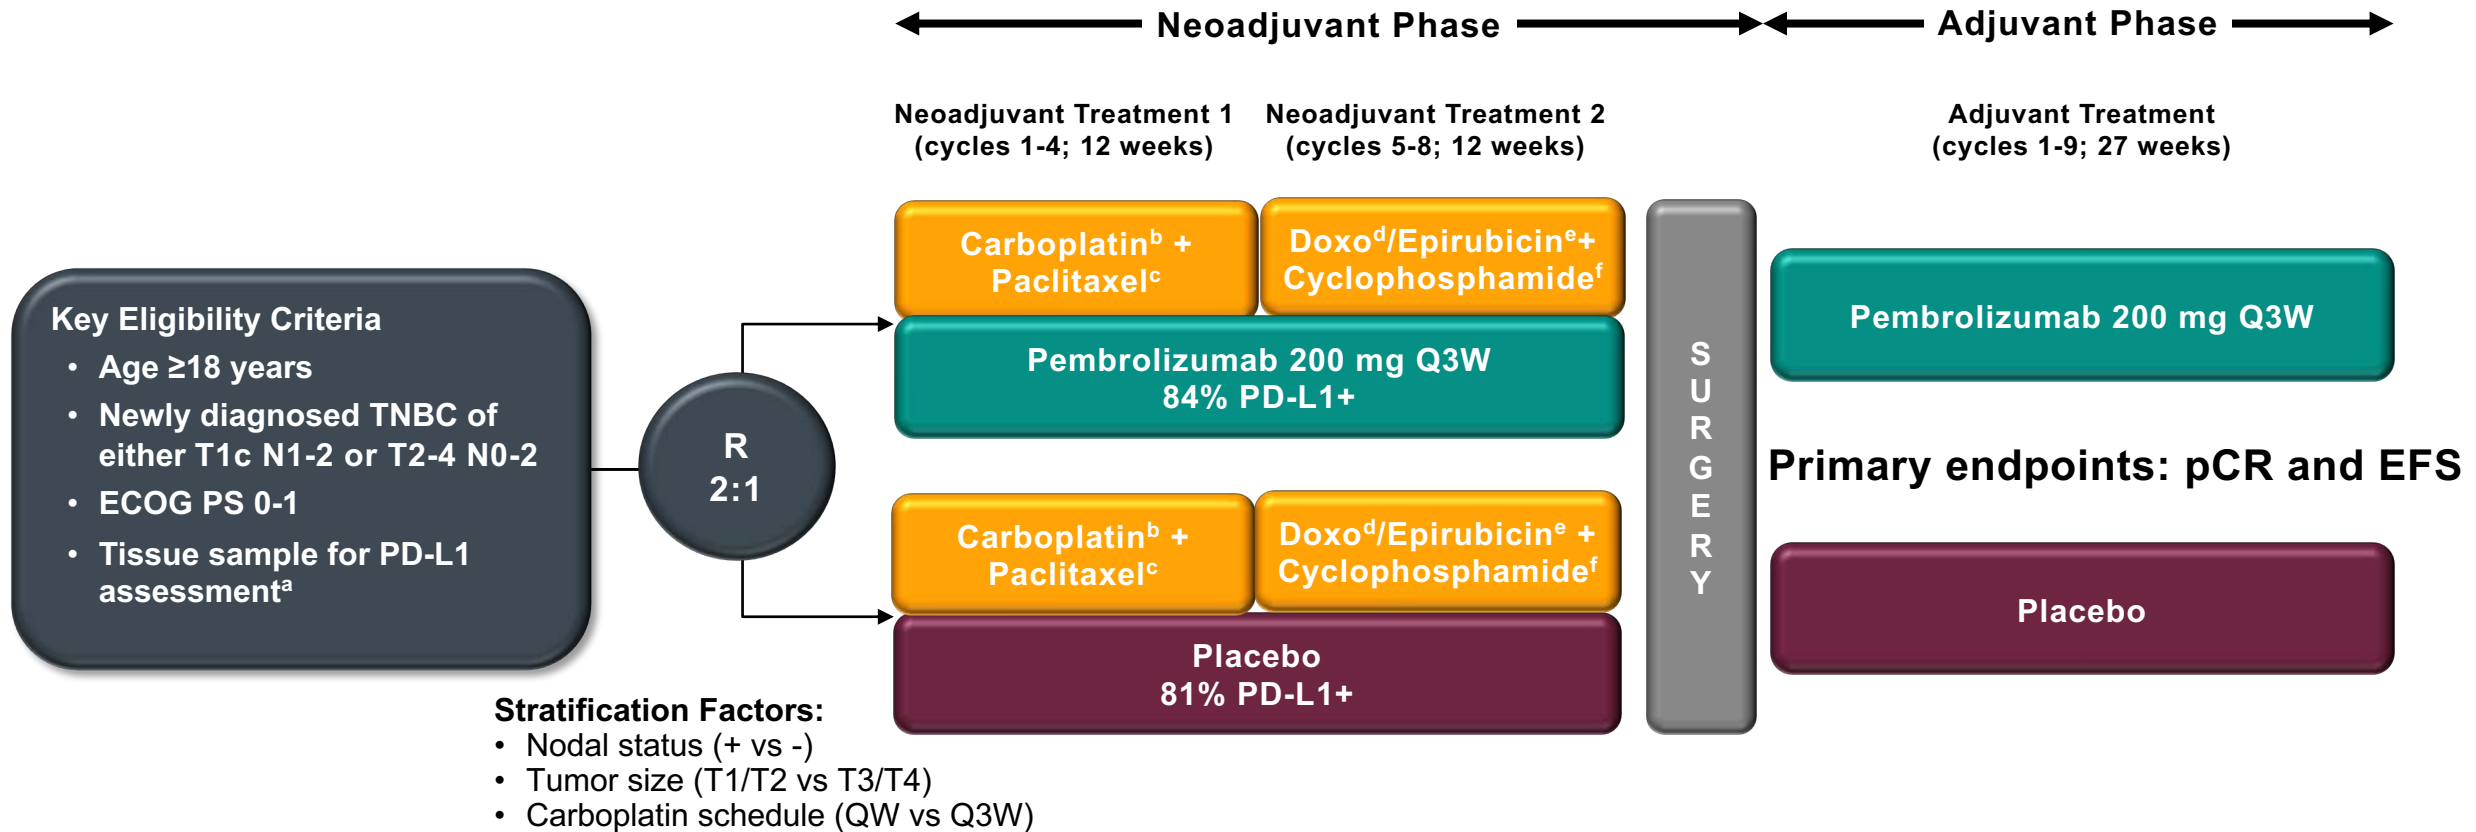 Neoadjuvant Phase
Adjuvant Phase
Neoadjuvant Treatment 1
(cycles 1-4; 12 weeks)
Neoadjuvant Treatment 2
(cycles 5-8; 12 weeks)
Adjuvant Treatment
(cycles 1-9; 27 weeks)
Key Eligibility Criteria
• Age ≥18 years
• Newly diagnosed TNBC of
either T1c N1-2 or T2-4 N0-2
• ECOG PS 0-1
• Tissue sample for PD-L1
assessmentᵃ
R
2:1
Carboplatinᵇ +
Paclitaxelᶜ
Doxoᵈ/Epirubicinᵉ+
Cyclophosphamideᶠ
Pembrolizumab 200 mg Q3W
84% PD-L1+
Carboplatinᵇ +
Paclitaxelᶜ
Doxoᵈ/Epirubicinᵉ +
Cyclophosphamideᶠ
Placebo
81% PD-L1+
SURGERY
Pembrolizumab 200 mg Q3W
Primary endpoints: pCR and EFS
Placebo
Stratification Factors:
• Nodal status (+ vs -)
• Tumor size (T1/T2 vs T3/T4)
• Carboplatin schedule (QW vs Q3W)